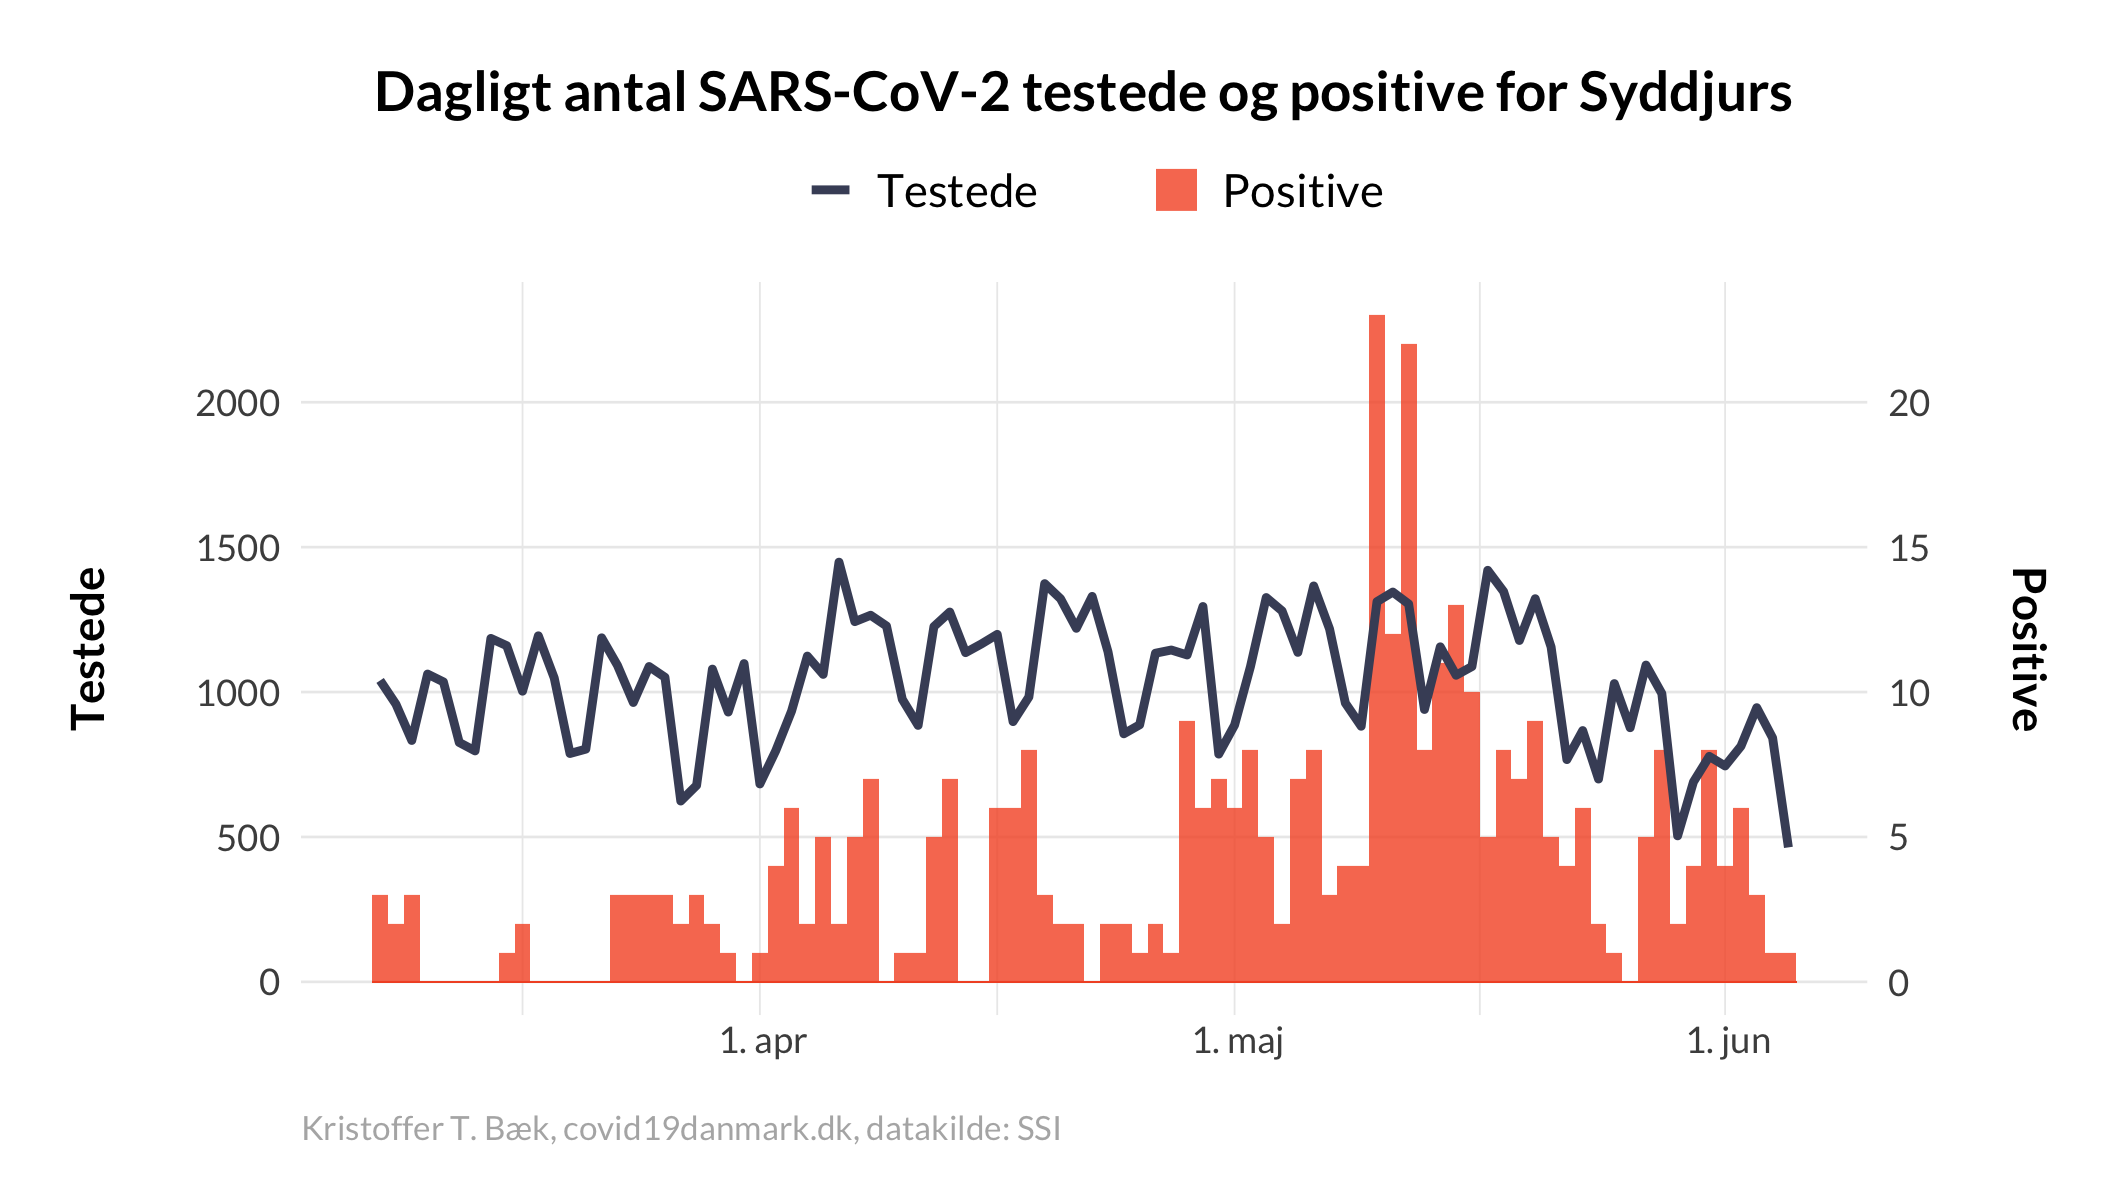 Dagligt antal SARS-CoV-2 testede og positive for Syddjurs
Testede
Positive
2000
1500
1000
500
0
Testede
20
15
10
5
0
Positive
1. apr
1. maj
1. jun
Kristoffer T. Bæk, covid19danmark.dk, datakilde: SSI